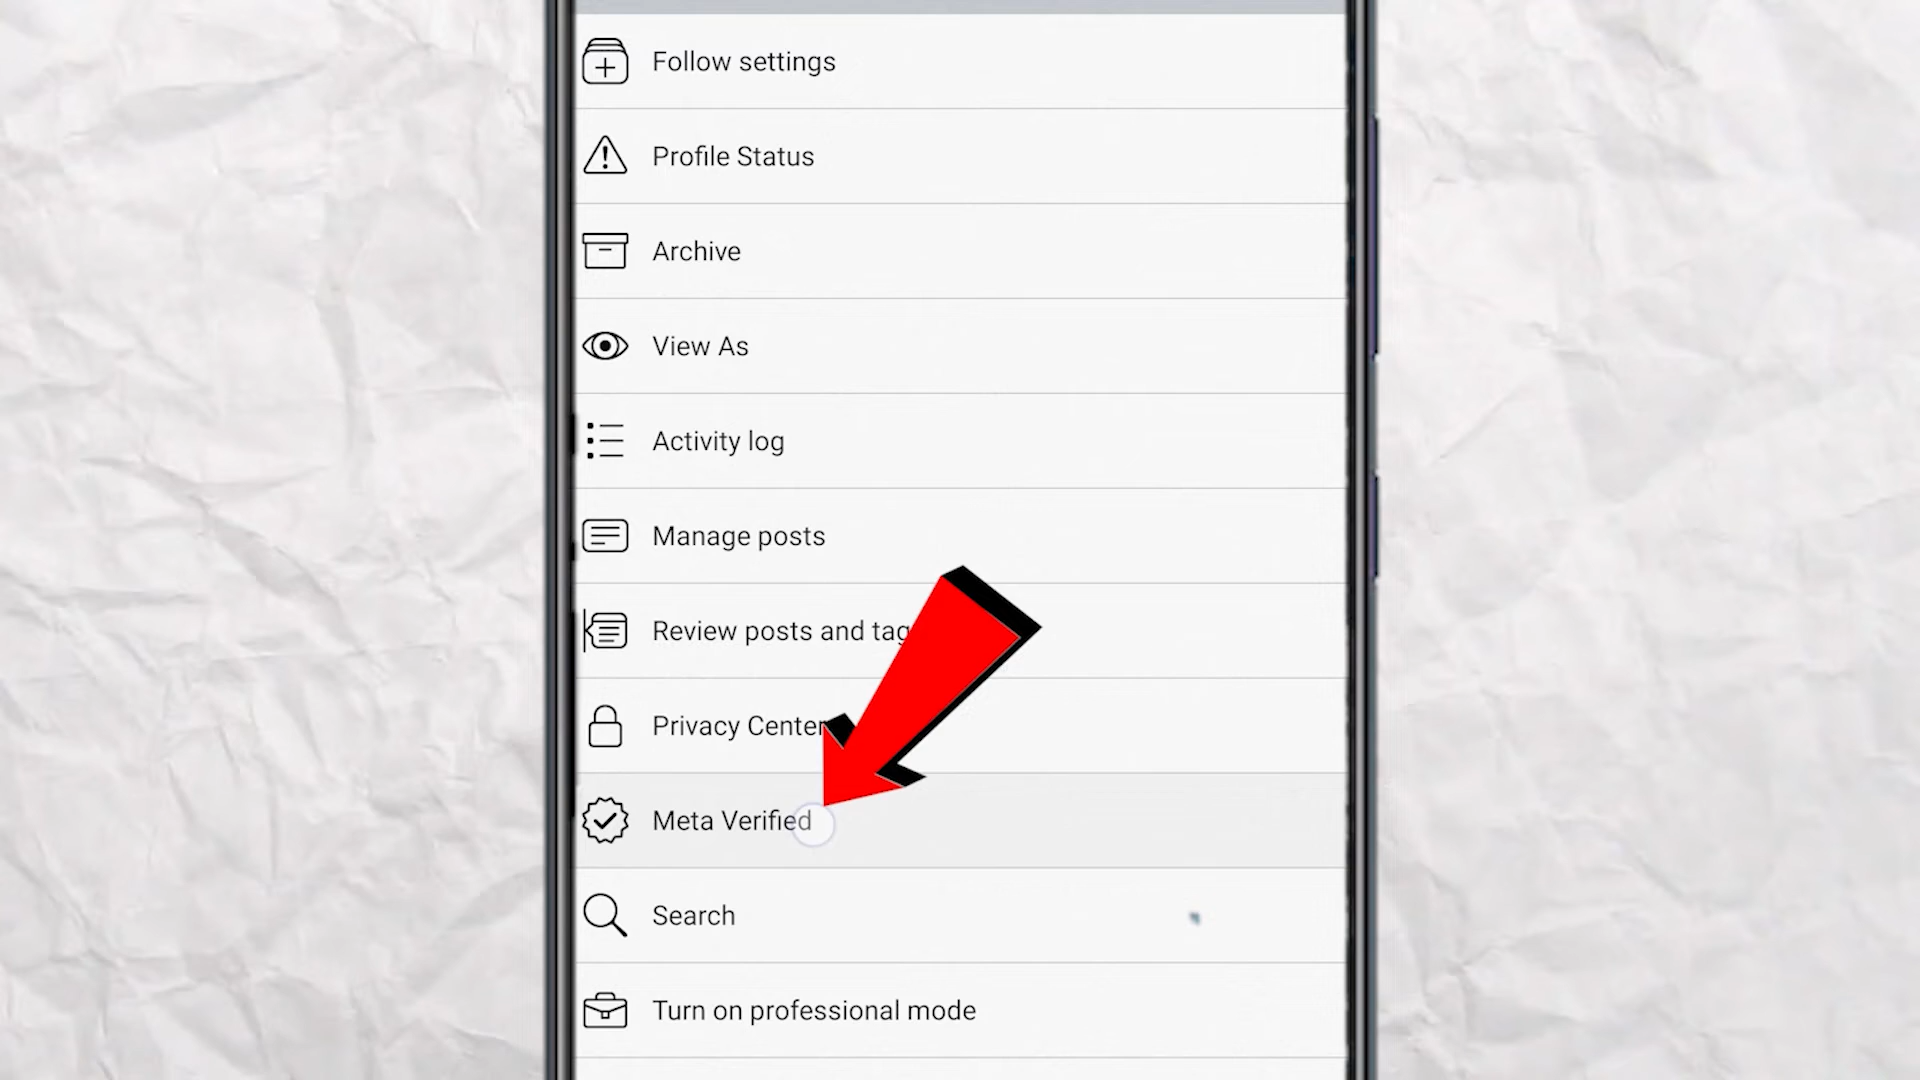 Follow settings
Profile Status
Archive
View As
Activity log
Manage posts
Review posts and tag
Privacy Center
Meta Verified
Search
Turn on professional mode